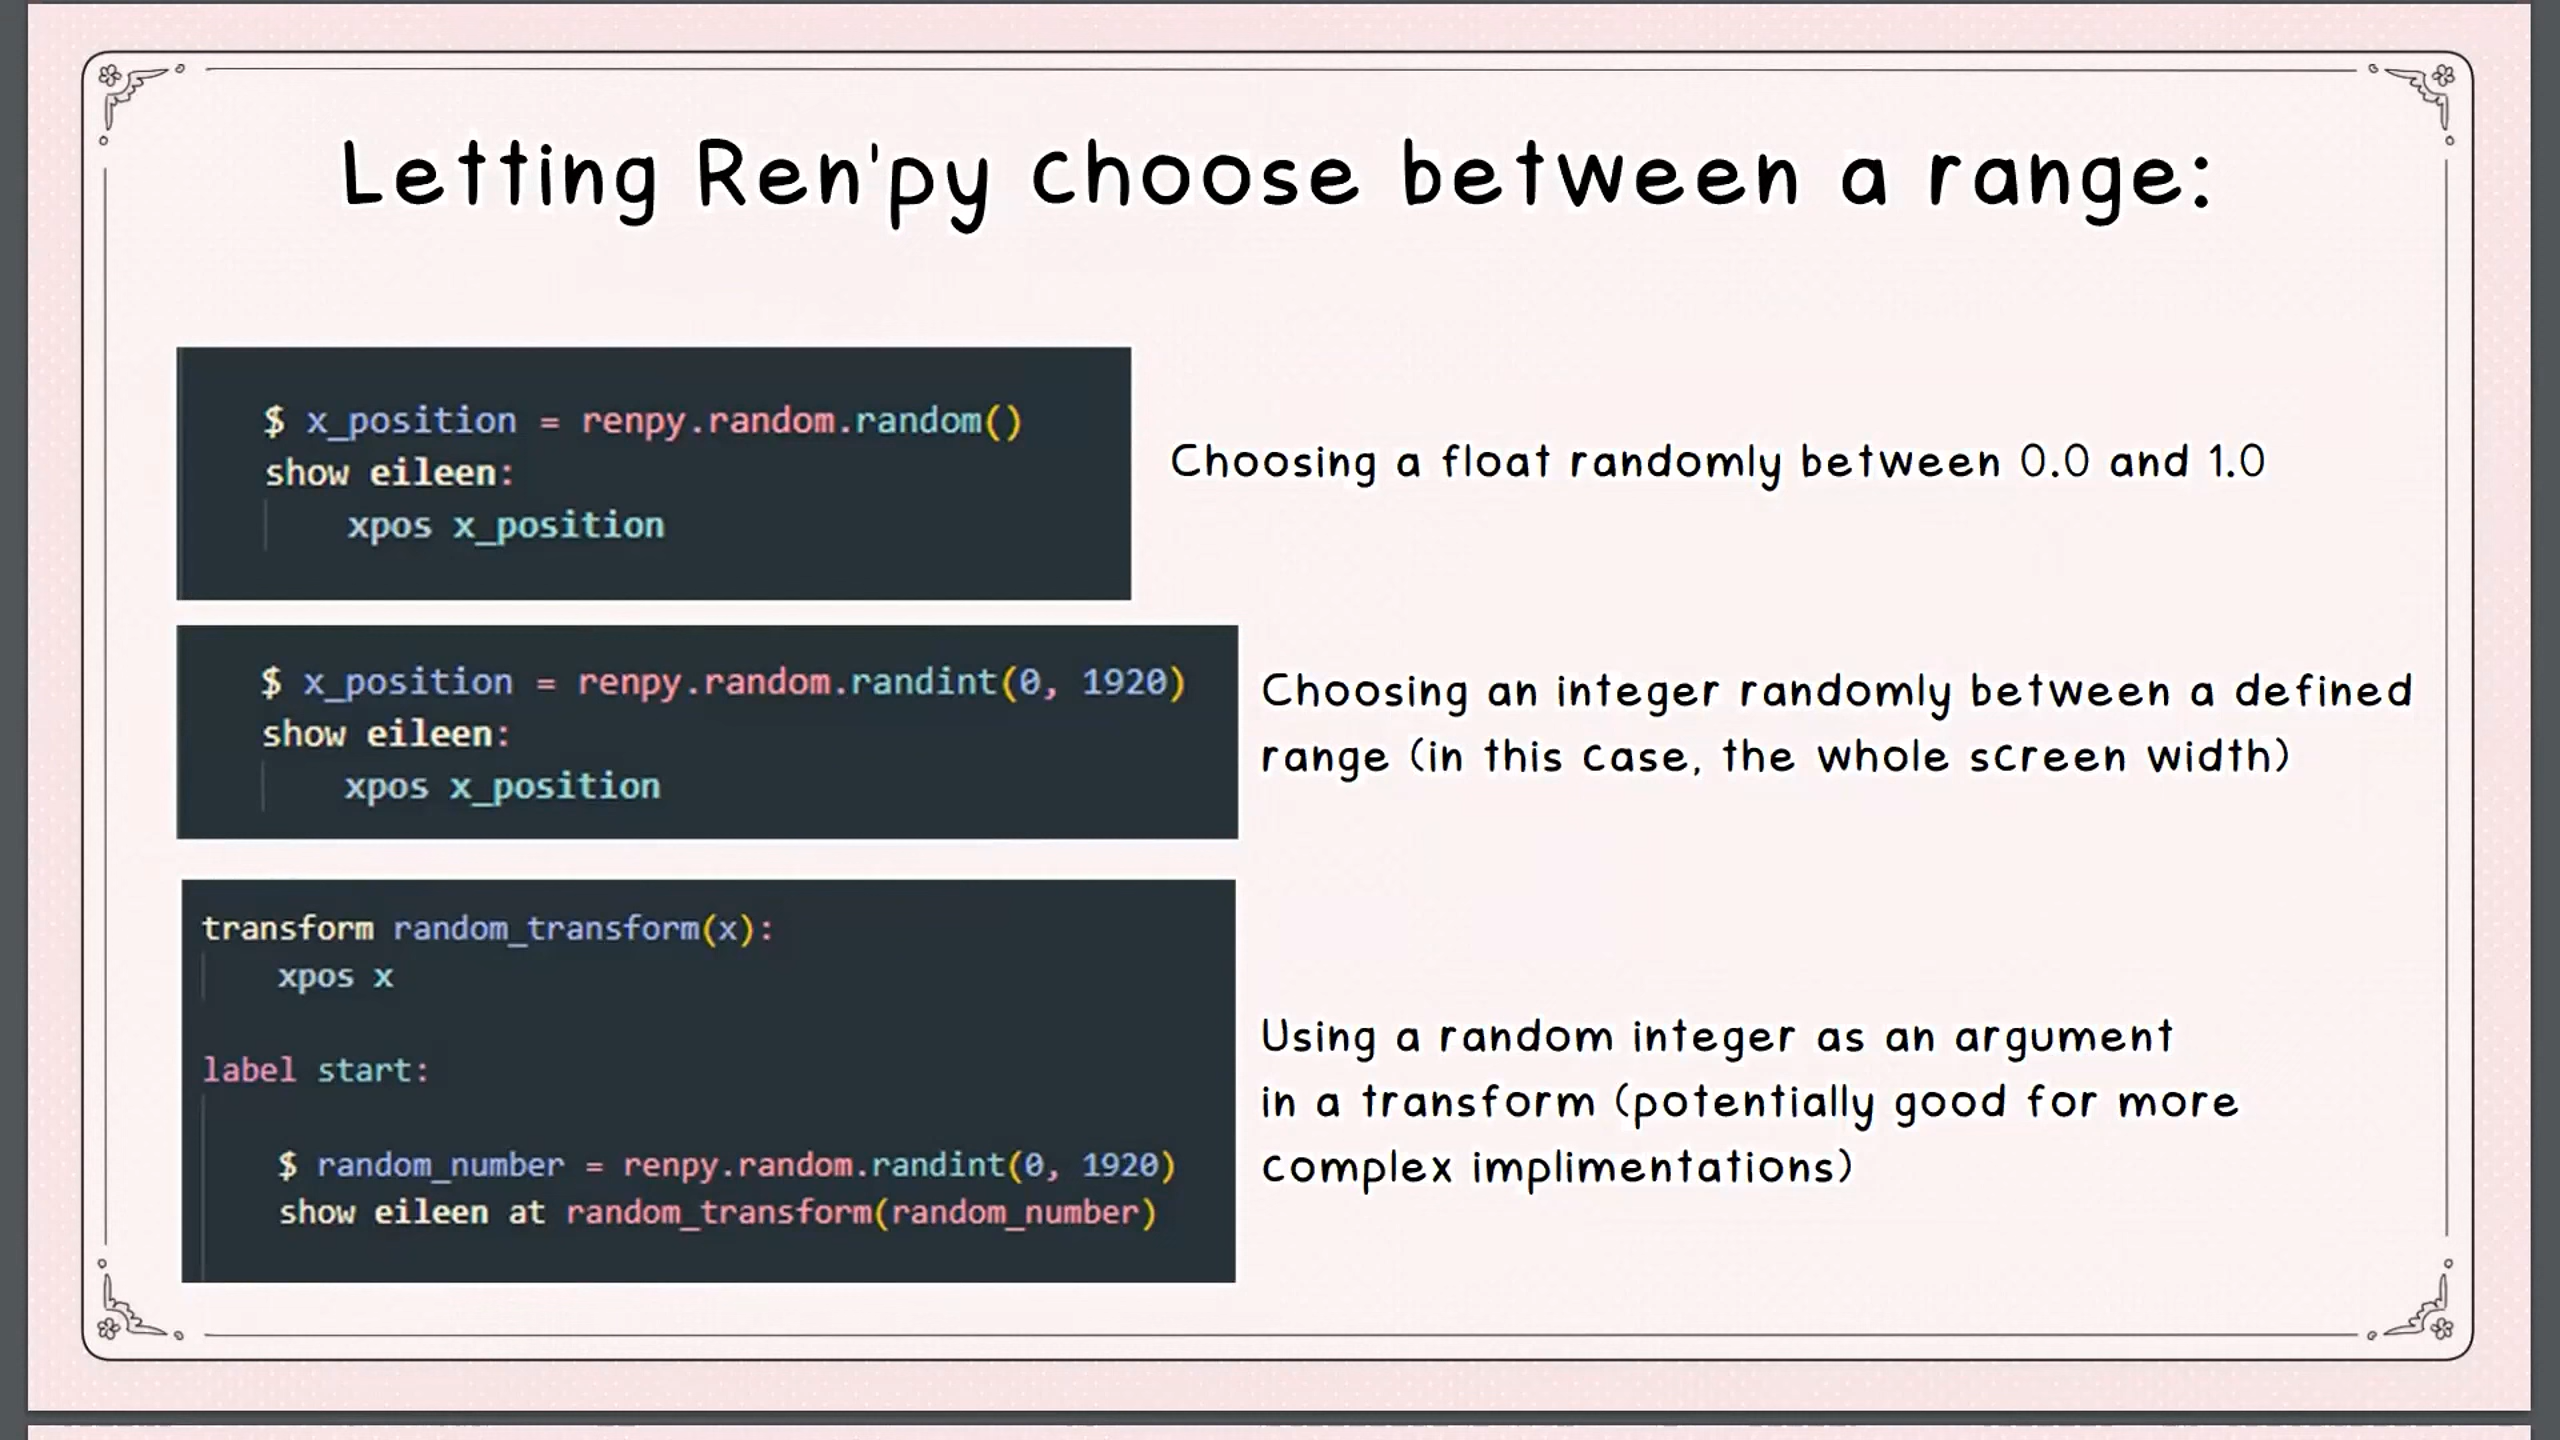 Letting Ren'py choose between a range:
$ x_position = renpy.random.random()
show eileen:
xpos x_position
Choosing a float randomly between 0.0 and 1.0
$ x_position = renpy.random.randint(0, 1920)
show eileen:
xpos x_position
Choosing an integer randomly between a defined
range (in this case, the whole screen width)
transform random_transform(x):
xpos x
label start:
$ random_number = renpy.random.randint(0, 1920)
show eileen at random_transform(random_number)
Using a random integer as an argument
in a transform (potentially good for more
complex implimentations)